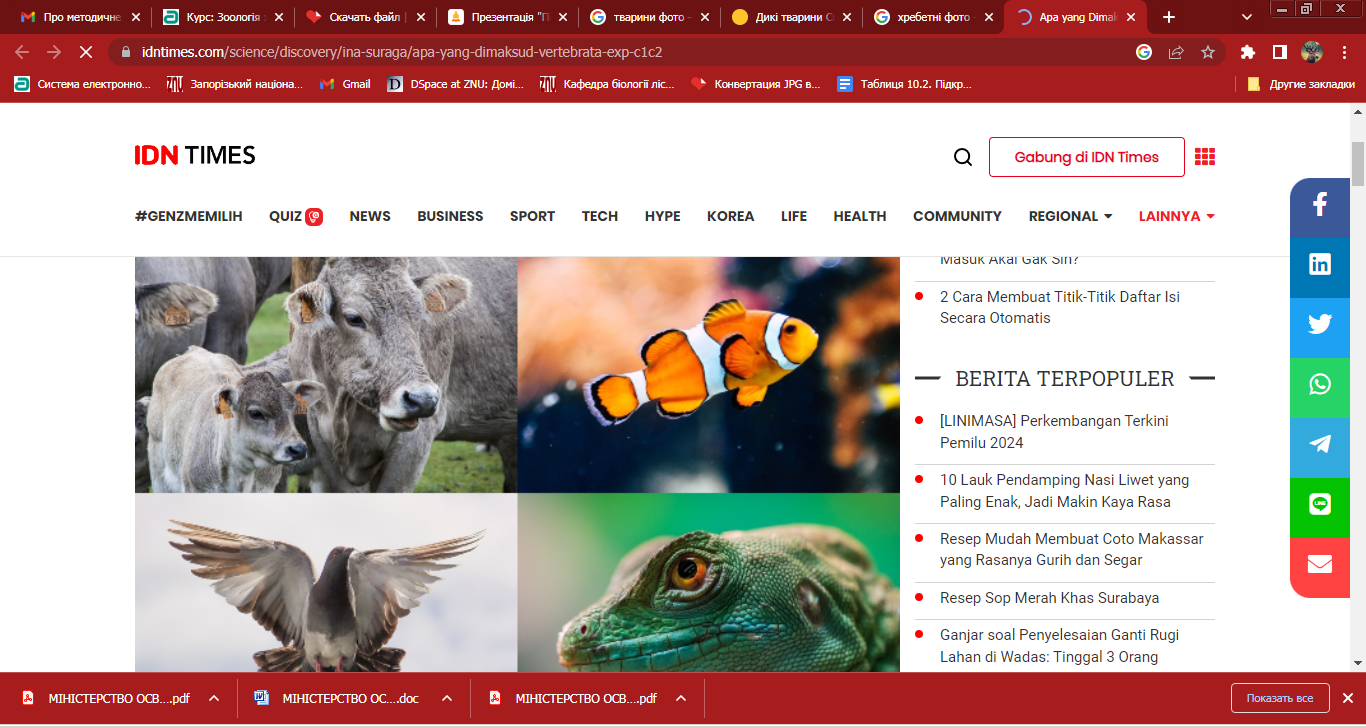 Про методичне
Курс: Зоологія
Скачать файл
Презентація "П
тварини фото -
Дикі тварини С
хребетні фото -
Apa yang Dimak
idntimes.com/science/discovery/ina-suraga/apa-yang-dimaksud-vertebrata-exp-c1c2
Система електронно...
Запорізький націона...
Gmail
DSpace at ZNU: Домі...
Кафедра біології ліс...
Конвертация JPG в...
Таблиця 10.2. Підкр...
Другие закладки
IDN TIMES
Gabung di IDN Times
#GENZMEMILIH QUIZ NEWS BUSINESS SPORT TECH HYPE KOREA LIFE HEALTH COMMUNITY REGIONAL LAINNYA
Masuk Akal Gak Sih?
2 Cara Membuat Titik-Titik Daftar Isi
Secara Otomatis
BERITA TERPOPULER
[LINIMASA] Perkembangan Terkini
Pemilu 2024
10 Lauk Pendamping Nasi Liwet yang
Paling Enak, Jadi Makin Kaya Rasa
Resep Mudah Membuat Coto Makassar
yang Rasanya Gurih dan Segar
Resep Sop Merah Khas Surabaya
Ganjar soal Penyelesaian Ganti Rugi
Lahan di Wadas: Tinggal 3 Orang
LINE
МІНІСТЕРСТВО ОСВ....pdf
МІНІСТЕРСТВО ОС....doc
МІНІСТЕРСТВО ОСВ....pdf
Показать все